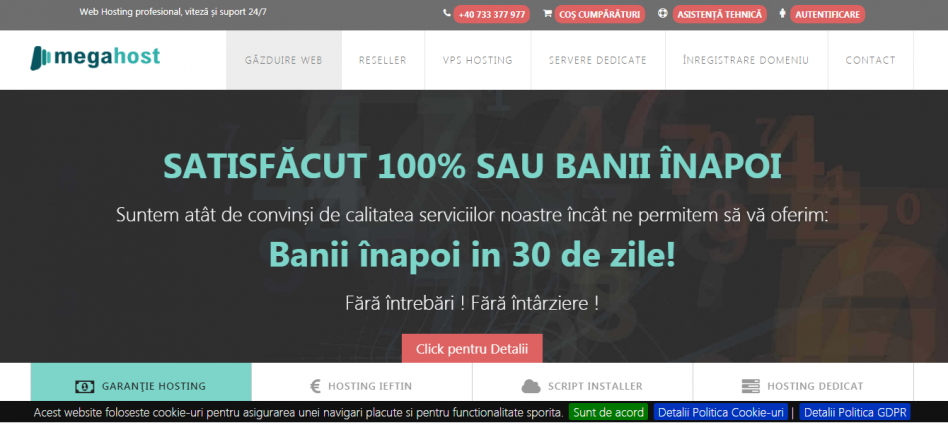 Web Hosting profesional, viteză și suport 24/7
+40 733 377 977
COȘ CUMPĂRĂTURI
ASISTENȚĂ TEHNICĂ
AUTENTIFICARE
megahost
GĂZDUIRE WEB
RESELLER
VPS HOSTING
SERVERE DEDICATE
ÎNREGISTRARE DOMENIU
CONTACT
SATISFĂCUT 100% SAU BANII ÎNAPOI
Suntem atât de convinși de calitatea serviciilor noastre încât ne permitem să vă oferim:
Banii înapoi in 30 de zile!
Fără întrebări ! Fără întârziere !
Click pentru Detalii
GARANȚIE HOSTING
HOSTING IEFTIN
SCRIPT INSTALLER
HOSTING DEDICAT
Acest website foloseste cookie-uri pentru asigurarea unei navigari placute si pentru functionalitate sporita. Sunt de acord Detalii Politica Cookie-uri | Detalii Politica GDPR